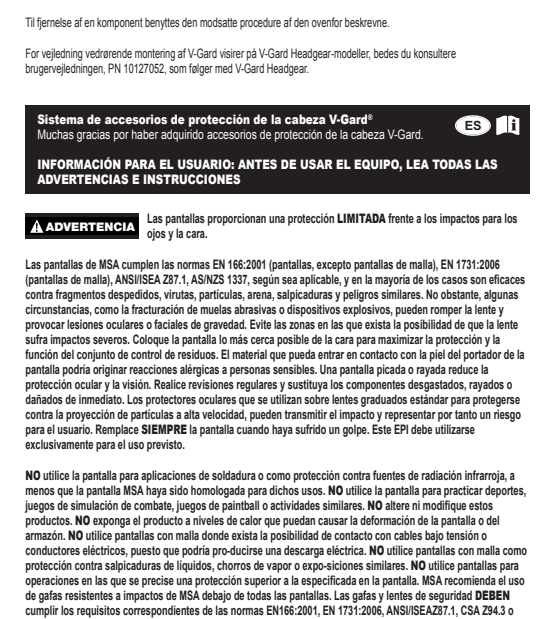 Til fjernelse af en komponent benyttes den modsatte procedure af den ovenfor beskrevne.
For vejledning vedrørende montering af V-Gard visirer på V-Gard Headgear-modeller, bedes du konsultere
brugervejledningen, PN 10127052, som følger med V-Gard Headgear.
Sistema de accesorios de protección de la cabeza V-Gard®
Muchas gracias por haber adquirido accesorios de protección de la cabeza V-Gard.
ES
INFORMACIÓN PARA EL USUARIO: ANTES DE USAR EL EQUIPO, LEA TODAS LAS
ADVERTENCIAS E INSTRUCCIONES
ADVERTENCIA
Las pantallas proporcionan una protección LIMITADA frente a los impactos para los
ojos y la cara.
Las pantallas de MSA cumplen las normas EN 166:2001 (pantallas, excepto pantallas de malla), EN 1731:2006
(pantallas de malla), ANSI/ISEA Z87.1, AS/NZS 1337, según sea aplicable, y en la mayoría de los casos son eficaces
contra fragmentos despedidos, virutas, partículas, arena, salpicaduras y peligros similares. No obstante, algunas
circunstancias, como la fracturación de muelas abrasivas o dispositivos explosivos, pueden romper la lente y
provocar lesiones oculares o faciales de gravedad. Evite las zonas en las que exista la posibilidad de que la lente
sufra impactos severos. Coloque la pantalla lo más cerca posible de la cara para maximizar la protección y la
función del conjunto de control de residuos. El material que pueda entrar en contacto con la piel del portador de la
pantalla podría originar reacciones alérgicas a personas sensibles. Una pantalla picada o rayada reduce la
protección ocular y la visión. Realice revisiones regulares y sustituya los componentes desgastados, rayados o
dañados de inmediato. Los protectores oculares que se utilizan sobre lentes graduados estándar para protegerse
contra la proyección de partículas a alta velocidad, pueden transmitir el impacto y representar por tanto un riesgo
para el usuario. Remplace SIEMPRE la pantalla cuando haya sufrido un golpe. Este EPI debe utilizarse
exclusivamente para el uso previsto.
NO utilice la pantalla para aplicaciones de soldadura o como protección contra fuentes de radiación infrarroja, a
menos que la pantalla MSA haya sido homologada para dichos usos. NO utilice la pantalla para practicar deportes,
juegos de simulación de combate, juegos de paintball o actividades similares. NO altere ni modifique estos
productos. NO exponga el producto a niveles de calor que puedan causar la deformación de la pantalla o del
armazón. NO utilice pantallas con malla donde exista la posibilidad de contacto con cables bajo tensión o
conductores eléctricos, puesto que podría pro-ducirse una descarga eléctrica. NO utilice pantallas con malla como
protección contra salpicaduras de líquidos, chorros de vapor o expo-siciones similares. NO utilice pantallas para
operaciones en las que se precise una protección superior a la especificada en la pantalla. MSA recomienda el uso
de gafas resistentes a impactos de MSA debajo de todas las pantallas. Las gafas y lentes de seguridad DEBEN
cumplir los requisitos correspondientes de las normas EN166:2001, EN 1731:2006, ANSI/ISEAZ87.1, CSA Z94.3 o